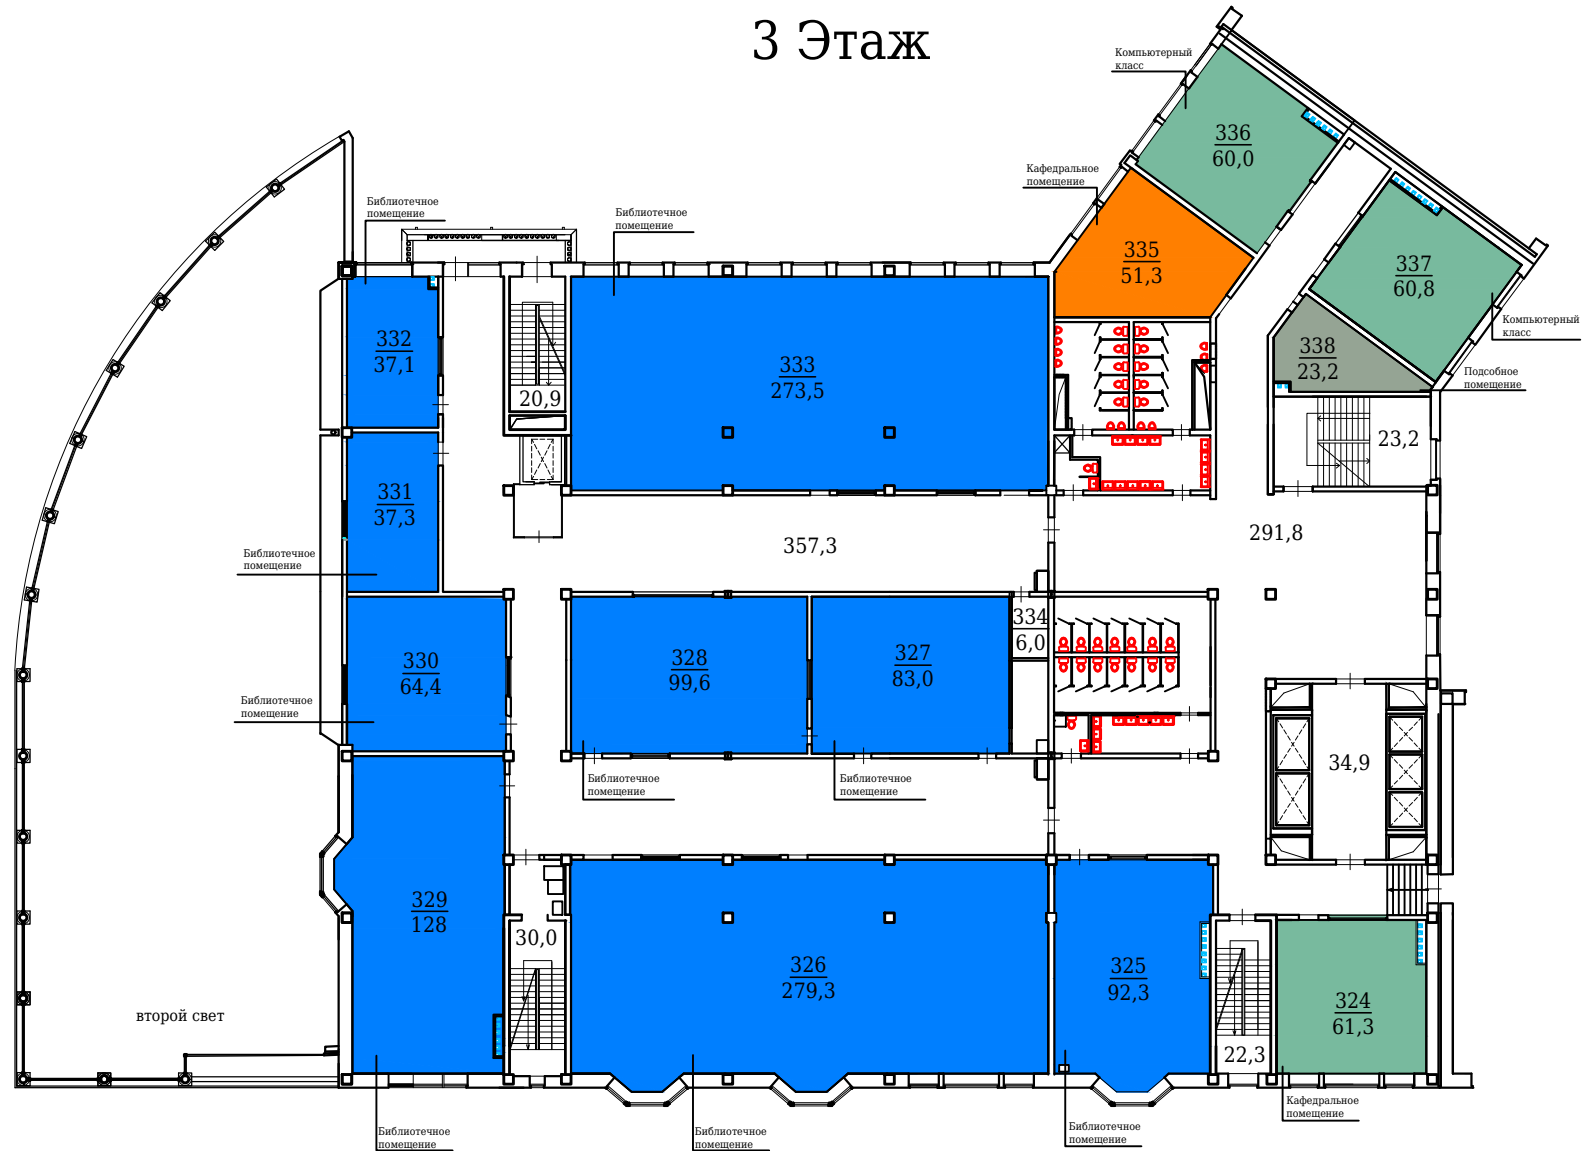 3 Этаж
Компьютерный
класс
336
60,0
Кафедральное
помещение
Библиотечное
помещение
Библиотечное
помещение
335
51,3
337
60,8
Компьютерный
класс
332
37,1
333
273,5
338
23,2
Подсобное
помещение
20,9
23,2
331
37,3
357,3
291,8
Библиотечное
помещение
334
6,0
330
64,4
328
99,6
327
83,0
Библиотечное
помещение
34,9
Библиотечное
помещение
Библиотечное
помещение
329
128
30,0
326
279,3
325
92,3
324
61,3
второй свет
22,3
Кафедральное
помещение
Библиотечное
помещение
Библиотечное
помещение
Библиотечное
помещение